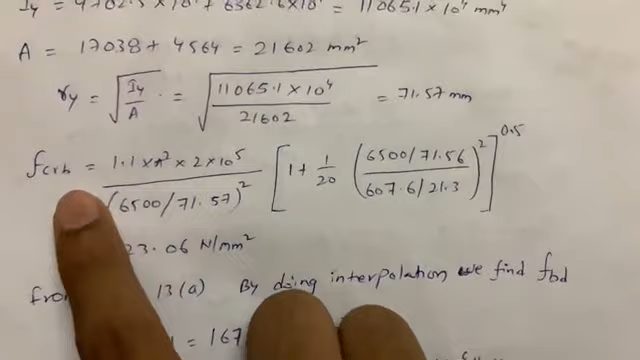 Iy = 4702.5 × 10⁴ + 6362.6 × 10⁴ = 11065.1 × 10⁴ mm⁴
A = 17038 + 4564 = 21602 mm²
ry = √(Iy/A) = √(11065.1 × 10⁴ / 21602) = 71.57 mm
fcrb = 1.1 × π² × 2 × 10⁵ / (6500/71.57)² [1 + 1/20 ((6500/71.56) / (607.6/21.3))²]^0.5
23.06 N/mm²
from 13(a) By doing interpolation we find fbd
= 167